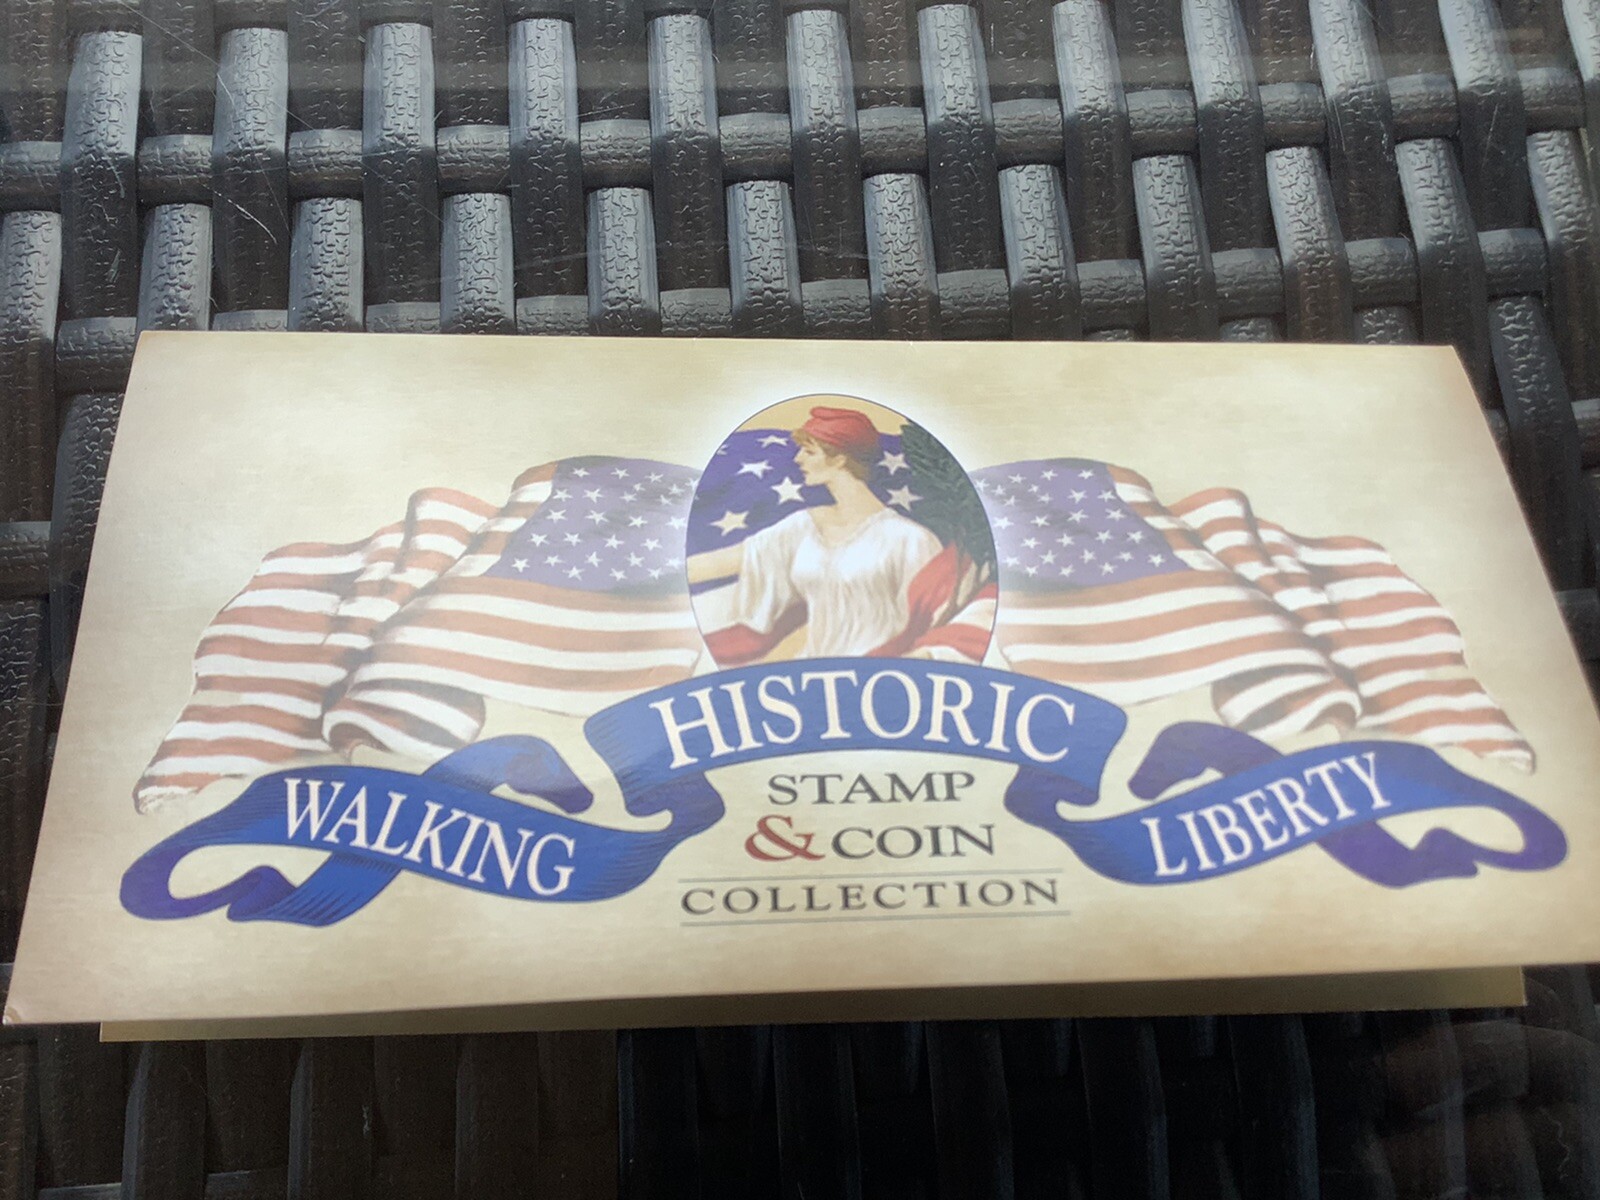 HISTORIC
WALKING
STAMP
LIBERTY
& COIN
COLLECTION